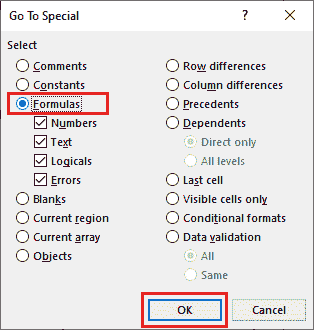 Go To Special
Select
Comments
Constants
Formulas
Numbers
Text
Logicals
Errors
Blanks
Current region
Current array
Objects
Row differences
Column differences
Precedents
Dependents
Direct only
All levels
Last cell
Visible cells only
Conditional formats
Data validation
All
Same
OK
Cancel